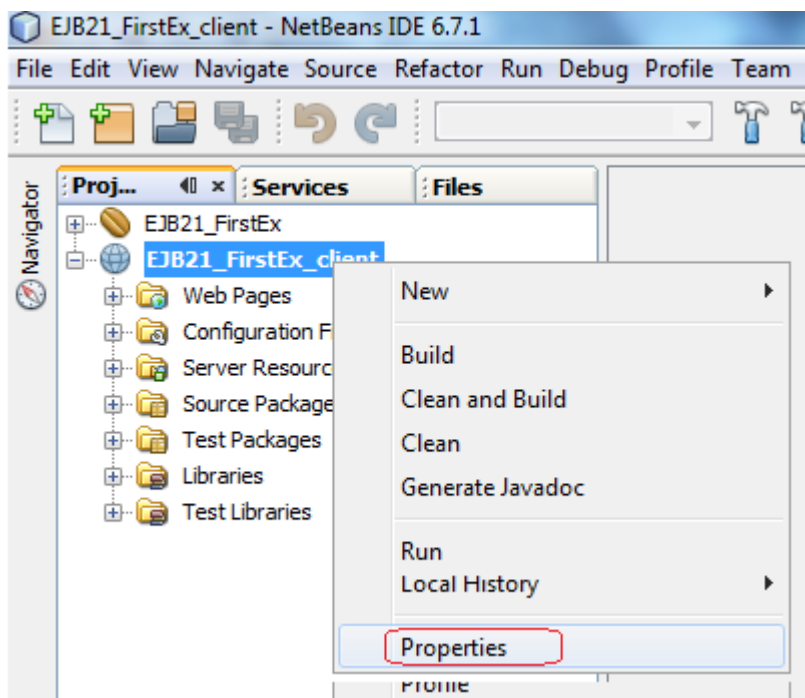 EJB21_FirstEx_client - NetBeans IDE 6.7.1
File Edit View Navigate Source Refactor Run Debug Profile Team
Proj... Services Files
Navigator
EJB21_FirstEx
EJB21_FirstEx_client
Web Pages
Configuration F
Server Resourc
Source Package
Test Packages
Libraries
Test Libraries
New
Build
Clean and Build
Clean
Generate Javadoc
Run
Local History
Properties
Profile